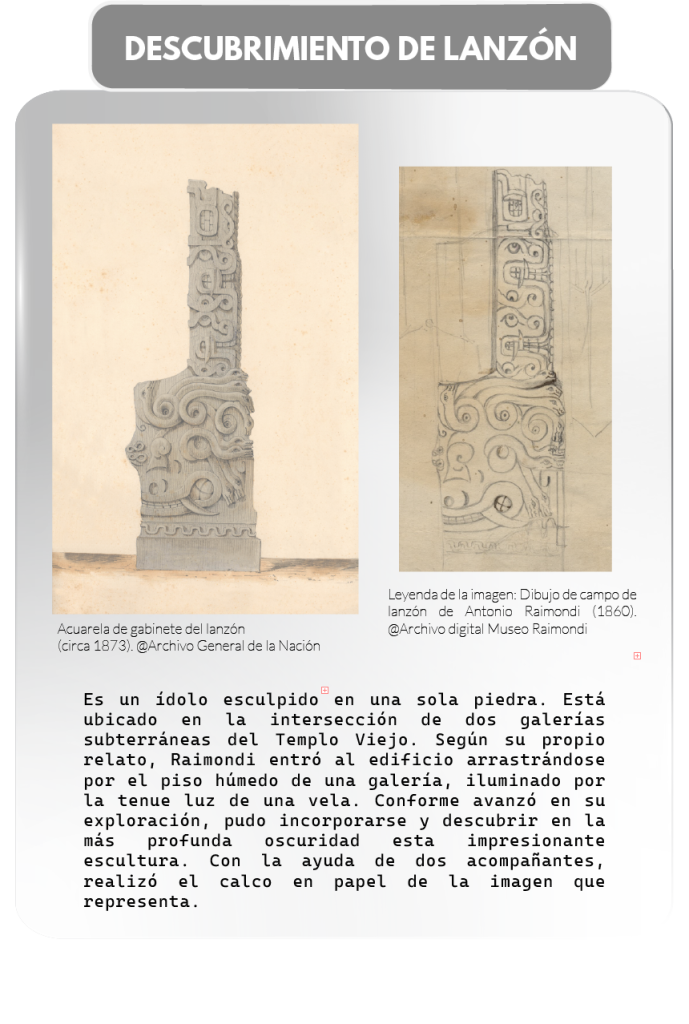 DESCUBRIMIENTO DE LANZÓN
Acuarela de gabinete del lanzón
(circa 1873). @Archivo General de la Nación
Leyenda de la imagen: Dibujo de campo de
lanzón de Antonio Raimondi (1860).
@Archivo digital Museo Raimondi
Es un ídolo esculpido en una sola piedra. Está
ubicado en la intersección de dos galerías
subterráneas del Templo Viejo. Según su propio
relato, Raimondi entró al edificio arrastrándose
por el piso húmedo de una galería, iluminado por
la tenue luz de una vela. Conforme avanzó en su
exploración, pudo incorporarse y descubrir en la
más profunda oscuridad esta impresionante
escultura. Con la ayuda de dos acompañantes,
realizó el calco en papel de la imagen que
representa.